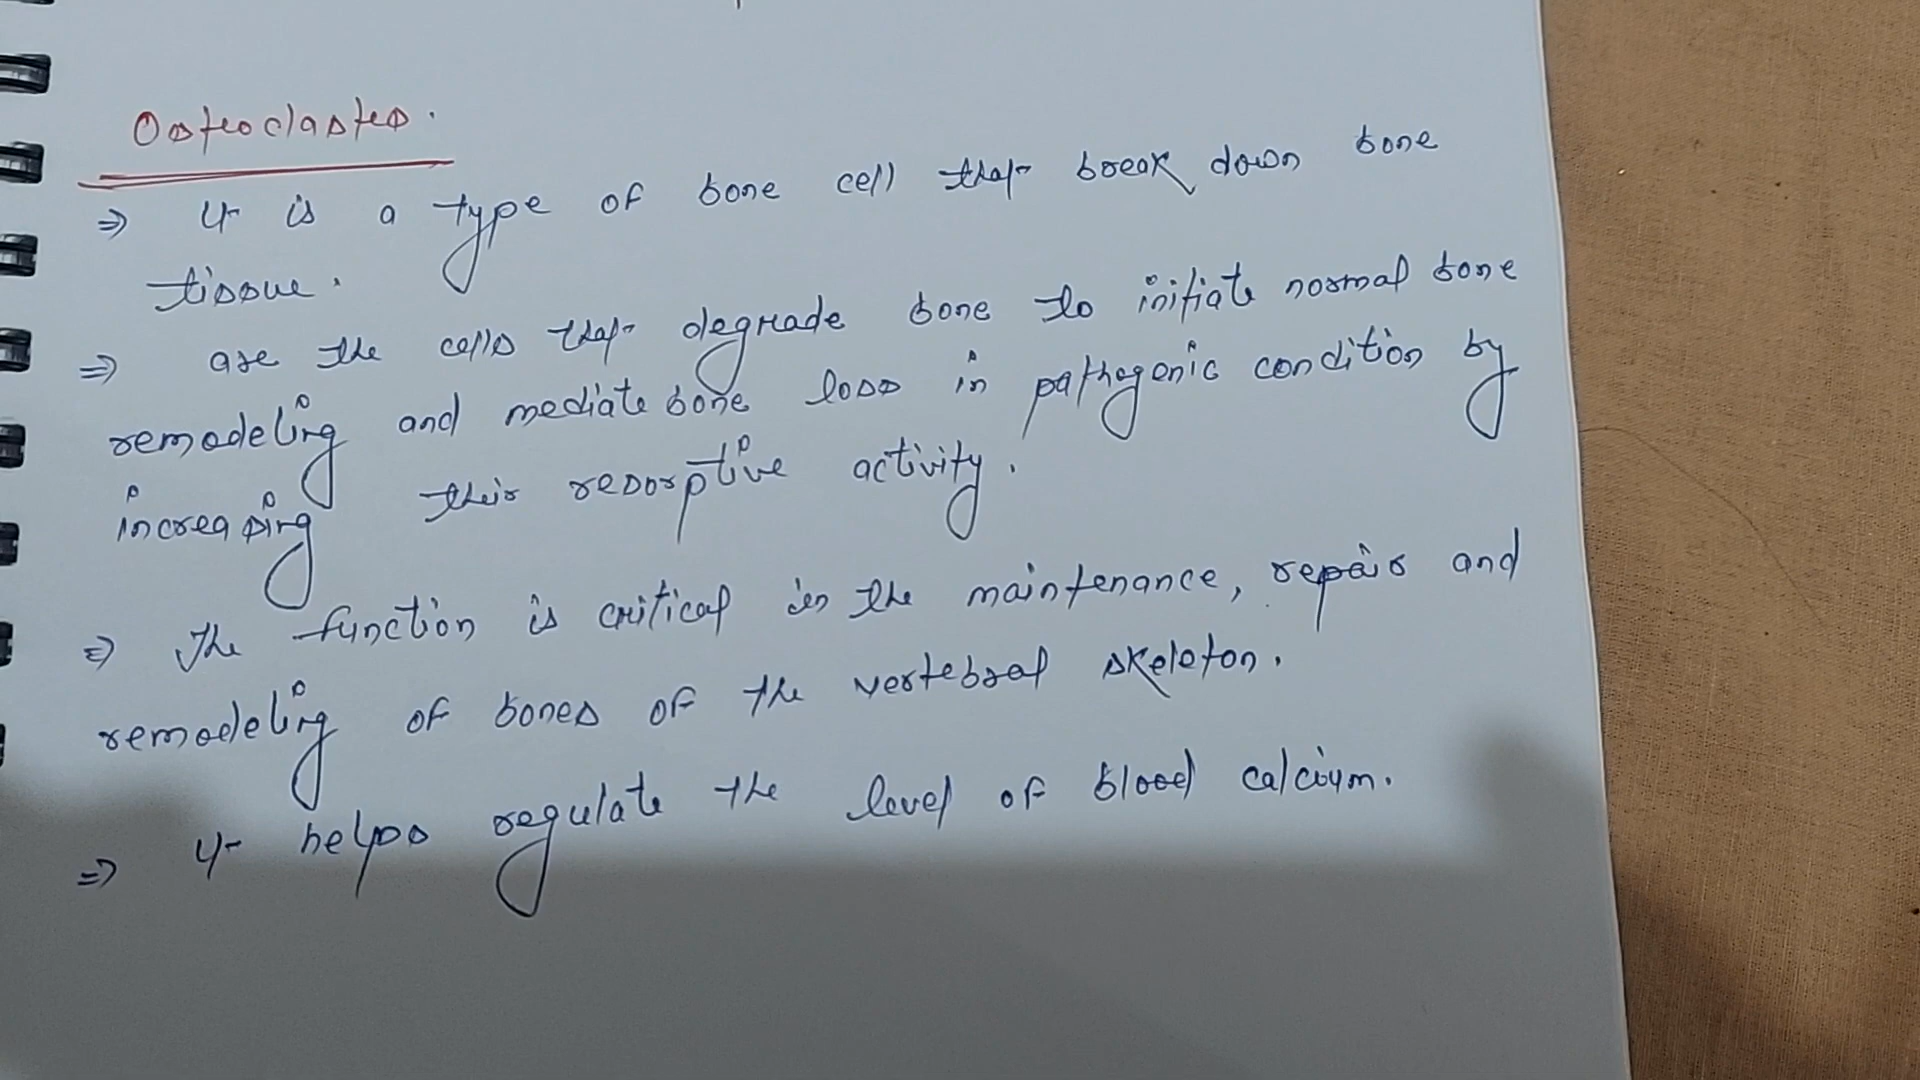 Osteoclastes.
⇒ It is a type of bone cell that break down bone
tissue.
⇒ are the cells that degrade bone to initiate normal bone
remodeling and mediate bone loss in pathogenic condition by
increasing their resorptive activity.
⇒ The function is critical in the maintenance, repair and
remodeling of bones of the vertebral skeleton.
⇒ It helps regulate the level of blood calcium.